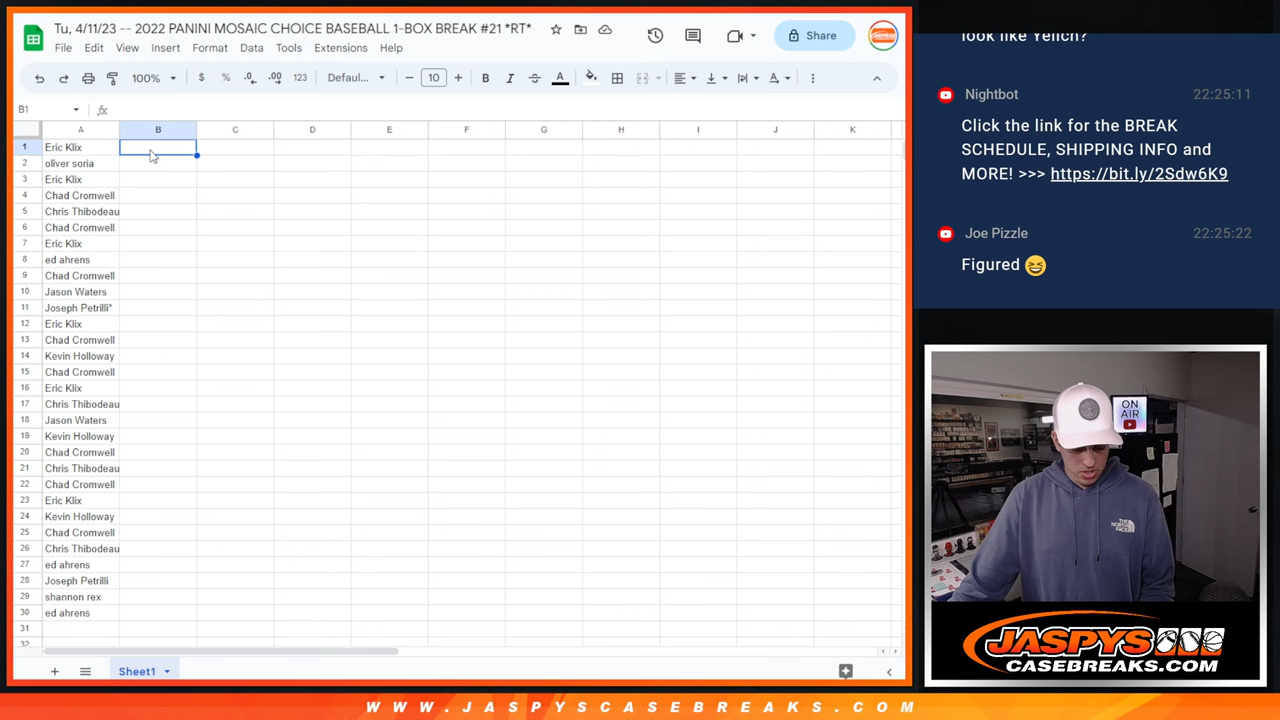 Tu, 4/11/23 -- 2022 PANINI MOSAIC CHOICE BASEBALL 1-BOX BREAK #21 *RT*
File Edit View Insert Format Data Tools Extensions Help
Share
100% $ % .0 .00 123 Defaul... 10 B I A
B1 fx
A B C D E F G H I J K
1 Eric Klix
2 oliver soria
3 Eric Klix
4 Chad Cromwell
5 Chris Thibodeau
6 Chad Cromwell
7 Eric Klix
8 ed ahrens
9 Chad Cromwell
10 Jason Waters
11 Joseph Petrilli*
12 Eric Klix
13 Chad Cromwell
14 Kevin Holloway
15 Chad Cromwell
16 Eric Klix
17 Chris Thibodeau
18 Jason Waters
19 Kevin Holloway
20 Chad Cromwell
21 Chris Thibodeau
22 Chad Cromwell
23 Eric Klix
24 Kevin Holloway
25 Chad Cromwell
26 Chris Thibodeau
27 ed ahrens
28 Joseph Petrilli
29 shannon rex
30 ed ahrens
31
32
Sheet1
look like Yelich?
Nightbot 22:25:11
Click the link for the BREAK
SCHEDULE, SHIPPING INFO and
MORE! >>> https://bit.ly/2Sdw6K9
Joe Pizzle 22:25:22
Figured 😆
ON
AIR
THE
NORTH
FACE
JASPYS
CASEBREAKS.COM
WWW.JASPYSCASEBREAKS.COM